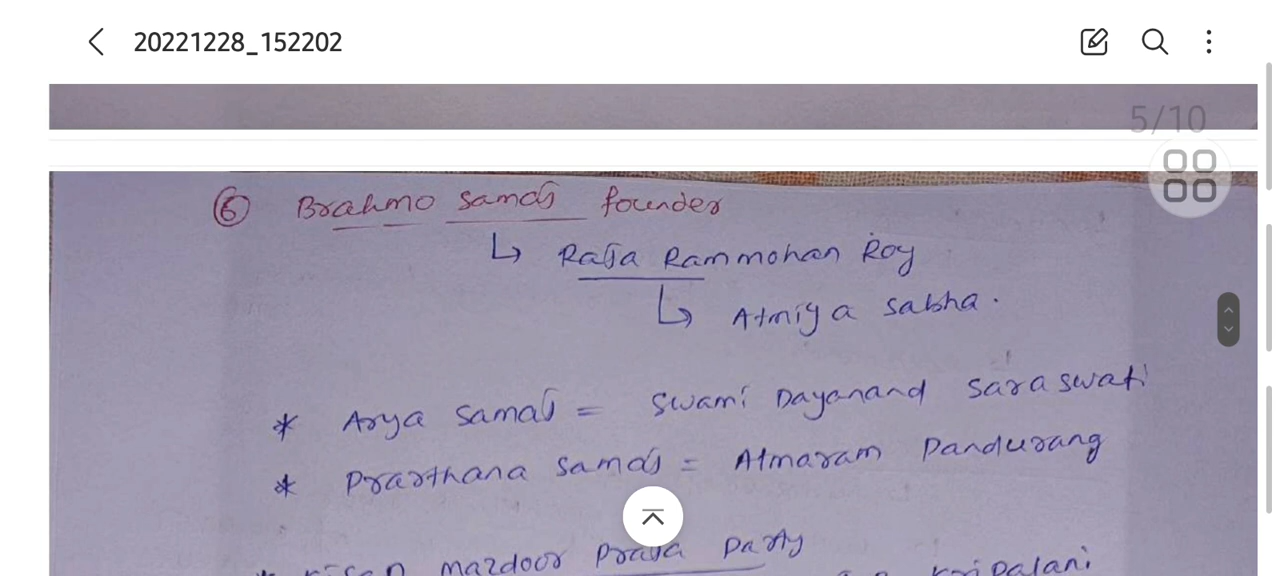 20221228_152202
5/10
6 Brahmo Samaj founder
↳ Raja Rammohan Roy
↳ Atmiya Sabha.
* Arya Samaj = Swami Dayanand Saraswati
* Prarthana Samaj = Atmaram Pandurang
* Kisan mazdoor Praja Party
Kripalani